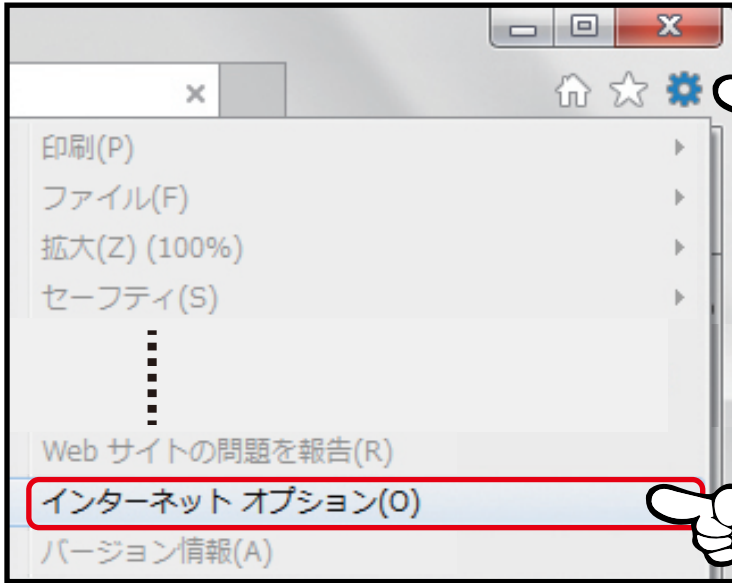 印刷(P)
ファイル(F)
拡大(Z) (100%)
セーフティ(S)
Web サイトの問題を報告(R)
インターネット オプション(O)
バージョン情報(A)